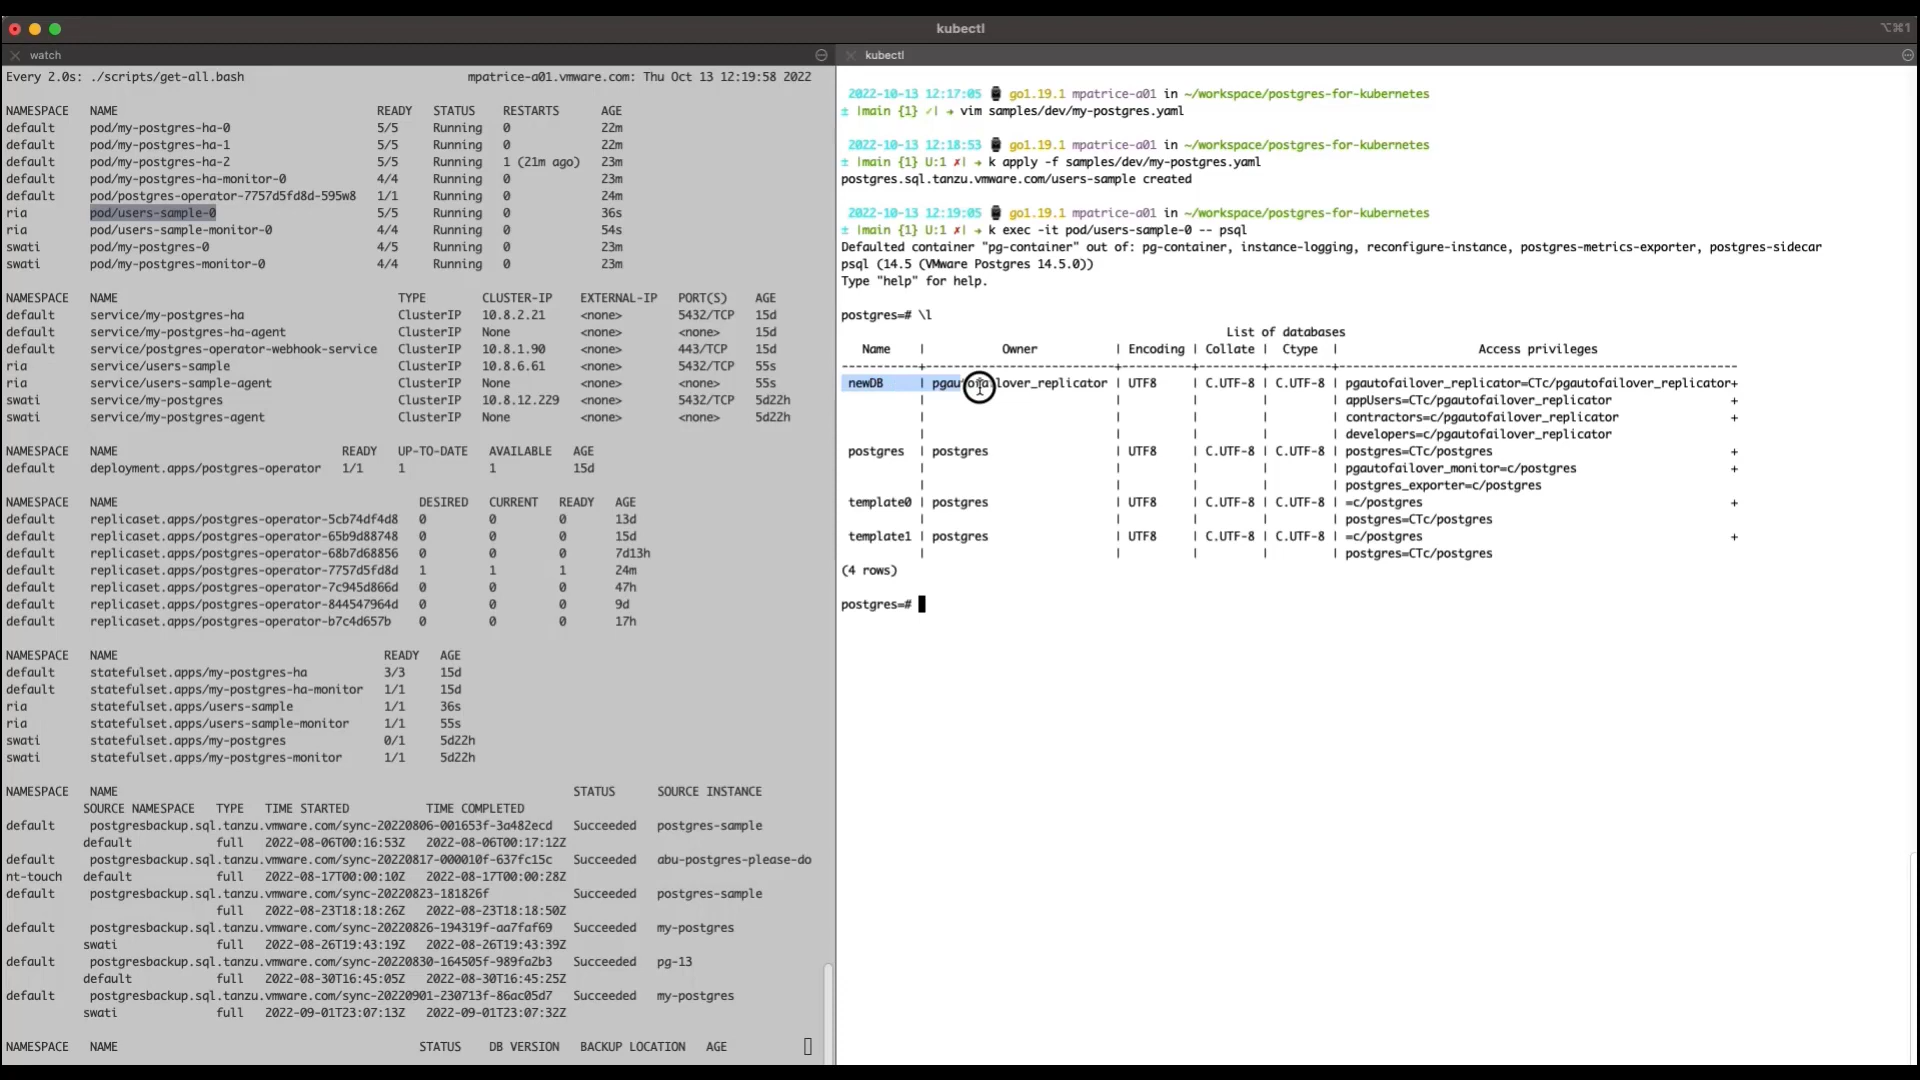 kubectl
⌥⌘1
watch
kubectl
Every 2.0s: ./scripts/get-all.bash mpatrice-a01.vmware.com: Thu Oct 13 12:19:58 2022
NAMESPACE NAME READY STATUS RESTARTS AGE
default pod/my-postgres-ha-0 5/5 Running 0 22m
default pod/my-postgres-ha-1 5/5 Running 0 22m
default pod/my-postgres-ha-2 5/5 Running 1 (21m ago) 23m
default pod/my-postgres-ha-monitor-0 4/4 Running 0 23m
default pod/postgres-operator-7757d5fd8d-595w8 1/1 Running 0 24m
ria pod/users-sample-0 5/5 Running 0 36s
ria pod/users-sample-monitor-0 4/4 Running 0 54s
swati pod/my-postgres-0 4/5 Running 0 23m
swati pod/my-postgres-monitor-0 4/4 Running 0 23m
NAMESPACE NAME TYPE CLUSTER-IP EXTERNAL-IP PORT(S) AGE
default service/my-postgres-ha ClusterIP 10.8.2.21 <none> 5432/TCP 15d
default service/my-postgres-ha-agent ClusterIP None <none> <none> 15d
default service/postgres-operator-webhook-service ClusterIP 10.8.1.90 <none> 443/TCP 15d
ria service/users-sample ClusterIP 10.8.6.61 <none> 5432/TCP 55s
ria service/users-sample-agent ClusterIP None <none> <none> 55s
swati service/my-postgres ClusterIP 10.8.12.229 <none> 5432/TCP 5d22h
swati service/my-postgres-agent ClusterIP None <none> <none> 5d22h
NAMESPACE NAME READY UP-TO-DATE AVAILABLE AGE
default deployment.apps/postgres-operator 1/1 1 1 15d
NAMESPACE NAME DESIRED CURRENT READY AGE
default replicaset.apps/postgres-operator-5cb74df4d8 0 0 0 13d
default replicaset.apps/postgres-operator-65b9d88748 0 0 0 15d
default replicaset.apps/postgres-operator-68b7d68856 0 0 0 7d13h
default replicaset.apps/postgres-operator-7757d5fd8d 1 1 1 24m
default replicaset.apps/postgres-operator-7c945d866d 0 0 0 47h
default replicaset.apps/postgres-operator-844547964d 0 0 0 9d
default replicaset.apps/postgres-operator-b7c4d657b 0 0 0 17h
NAMESPACE NAME READY AGE
default statefulset.apps/my-postgres-ha 3/3 15d
default statefulset.apps/my-postgres-ha-monitor 1/1 15d
ria statefulset.apps/users-sample 1/1 36s
ria statefulset.apps/users-sample-monitor 1/1 55s
swati statefulset.apps/my-postgres 0/1 5d22h
swati statefulset.apps/my-postgres-monitor 1/1 5d22h
NAMESPACE NAME STATUS SOURCE INSTANCE
SOURCE NAMESPACE TYPE TIME STARTED TIME COMPLETED
default postgresbackup.sql.tanzu.vmware.com/sync-20220806-001653f-3a482ecd Succeeded postgres-sample
default full 2022-08-06T00:16:53Z 2022-08-06T00:17:12Z
default postgresbackup.sql.tanzu.vmware.com/sync-20220817-000010f-637fc15c Succeeded abu-postgres-please-do
nt-touch default full 2022-08-17T00:00:10Z 2022-08-17T00:00:28Z
default postgresbackup.sql.tanzu.vmware.com/sync-20220823-181826f Succeeded postgres-sample
full 2022-08-23T18:18:26Z 2022-08-23T18:18:50Z
default postgresbackup.sql.tanzu.vmware.com/sync-20220826-194319f-aa7faf69 Succeeded my-postgres
swati full 2022-08-26T19:43:19Z 2022-08-26T19:43:39Z
default postgresbackup.sql.tanzu.vmware.com/sync-20220830-164505f-989fa2b3 Succeeded pg-13
default full 2022-08-30T16:45:05Z 2022-08-30T16:45:25Z
default postgresbackup.sql.tanzu.vmware.com/sync-20220901-230713f-86ac05d7 Succeeded my-postgres
swati full 2022-09-01T23:07:13Z 2022-09-01T23:07:32Z
NAMESPACE NAME STATUS DB VERSION BACKUP LOCATION AGE
2022-10-13 12:17:05 go1.19.1 mpatrice-a01 in ~/workspace/postgres-for-kubernetes
± |main {1} ✓| → vim samples/dev/my-postgres.yaml
2022-10-13 12:18:53 go1.19.1 mpatrice-a01 in ~/workspace/postgres-for-kubernetes
± |main {1} U:1 ✗| → k apply -f samples/dev/my-postgres.yaml
postgres.sql.tanzu.vmware.com/users-sample created
2022-10-13 12:19:05 go1.19.1 mpatrice-a01 in ~/workspace/postgres-for-kubernetes
± |main {1} U:1 ✗| → k exec -it pod/users-sample-0 -- psql
Defaulted container "pg-container" out of: pg-container, instance-logging, reconfigure-instance, postgres-metrics-exporter, postgres-sidecar
psql (14.5 (VMware Postgres 14.5.0))
Type "help" for help.
postgres=# \l
List of databases
Name | Owner | Encoding | Collate | Ctype | Access privileges
newDB | pgautofailover_replicator | UTF8 | C.UTF-8 | C.UTF-8 | pgautofailover_replicator=CTc/pgautofailover_replicator+
| | | | | appUsers=CTc/pgautofailover_replicator +
| | | | | contractors=c/pgautofailover_replicator +
| | | | | developers=c/pgautofailover_replicator
postgres | postgres | UTF8 | C.UTF-8 | C.UTF-8 | postgres=CTc/postgres +
| | | | | pgautofailover_monitor=c/postgres +
| | | | | postgres_exporter=c/postgres
template0 | postgres | UTF8 | C.UTF-8 | C.UTF-8 | =c/postgres +
| | | | | postgres=CTc/postgres
template1 | postgres | UTF8 | C.UTF-8 | C.UTF-8 | =c/postgres +
| | | | | postgres=CTc/postgres
(4 rows)
postgres=#